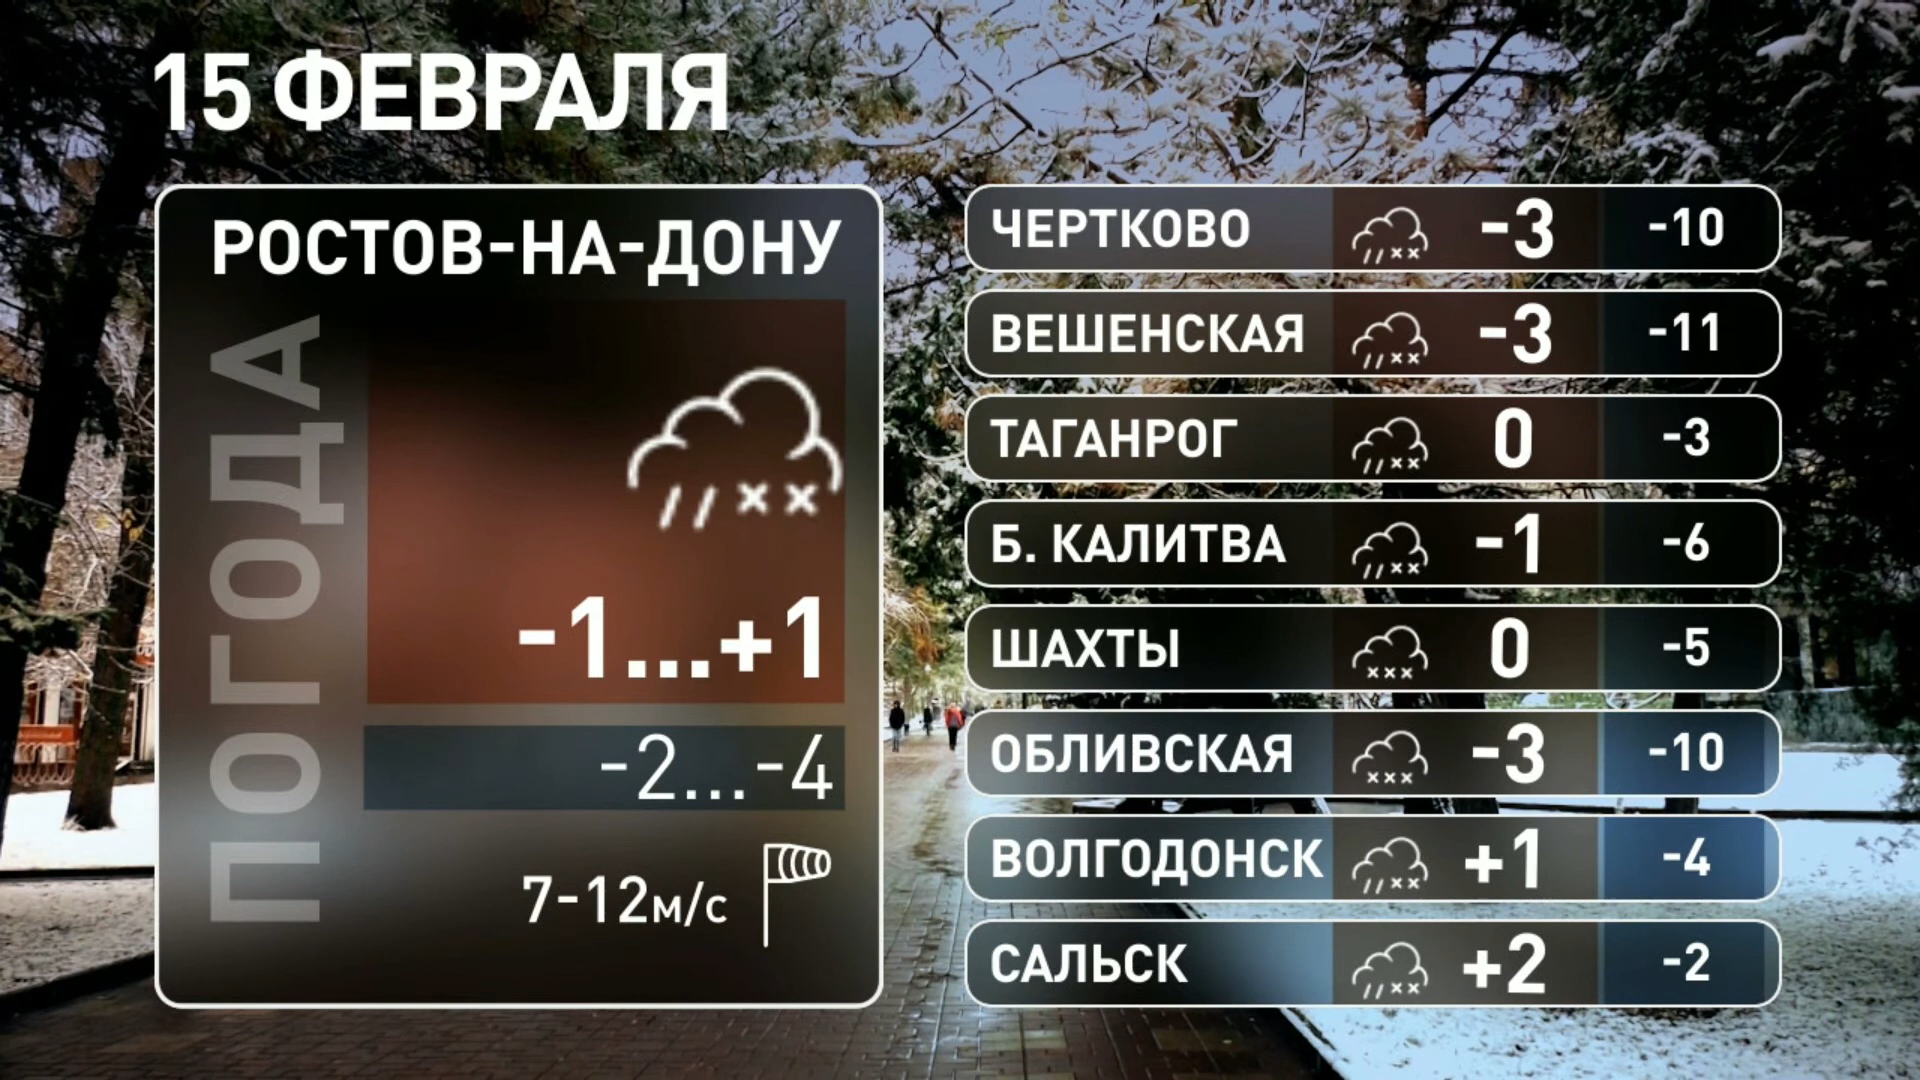 15 ФЕВРАЛЯ
РОСТОВ-НА-ДОНУ
ПОГОДА
-1...+1
-2...-4
7-12м/с
ЧЕРТКОВО -3 -10
ВЕШЕНСКАЯ -3 -11
ТАГАНРОГ 0 -3
Б. КАЛИТВА -1 -6
ШАХТЫ 0 -5
ОБЛИВСКАЯ -3 -10
ВОЛГОДОНСК +1 -4
САЛЬСК +2 -2